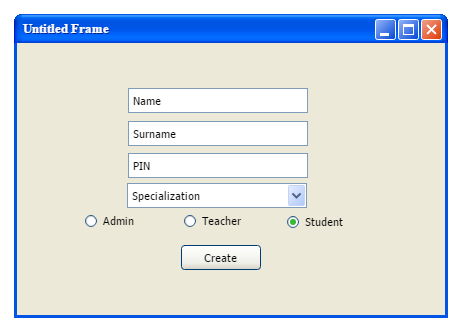 Untitled Frame
Name
Surname
PIN
Specialization
Admin Teacher Student
Create